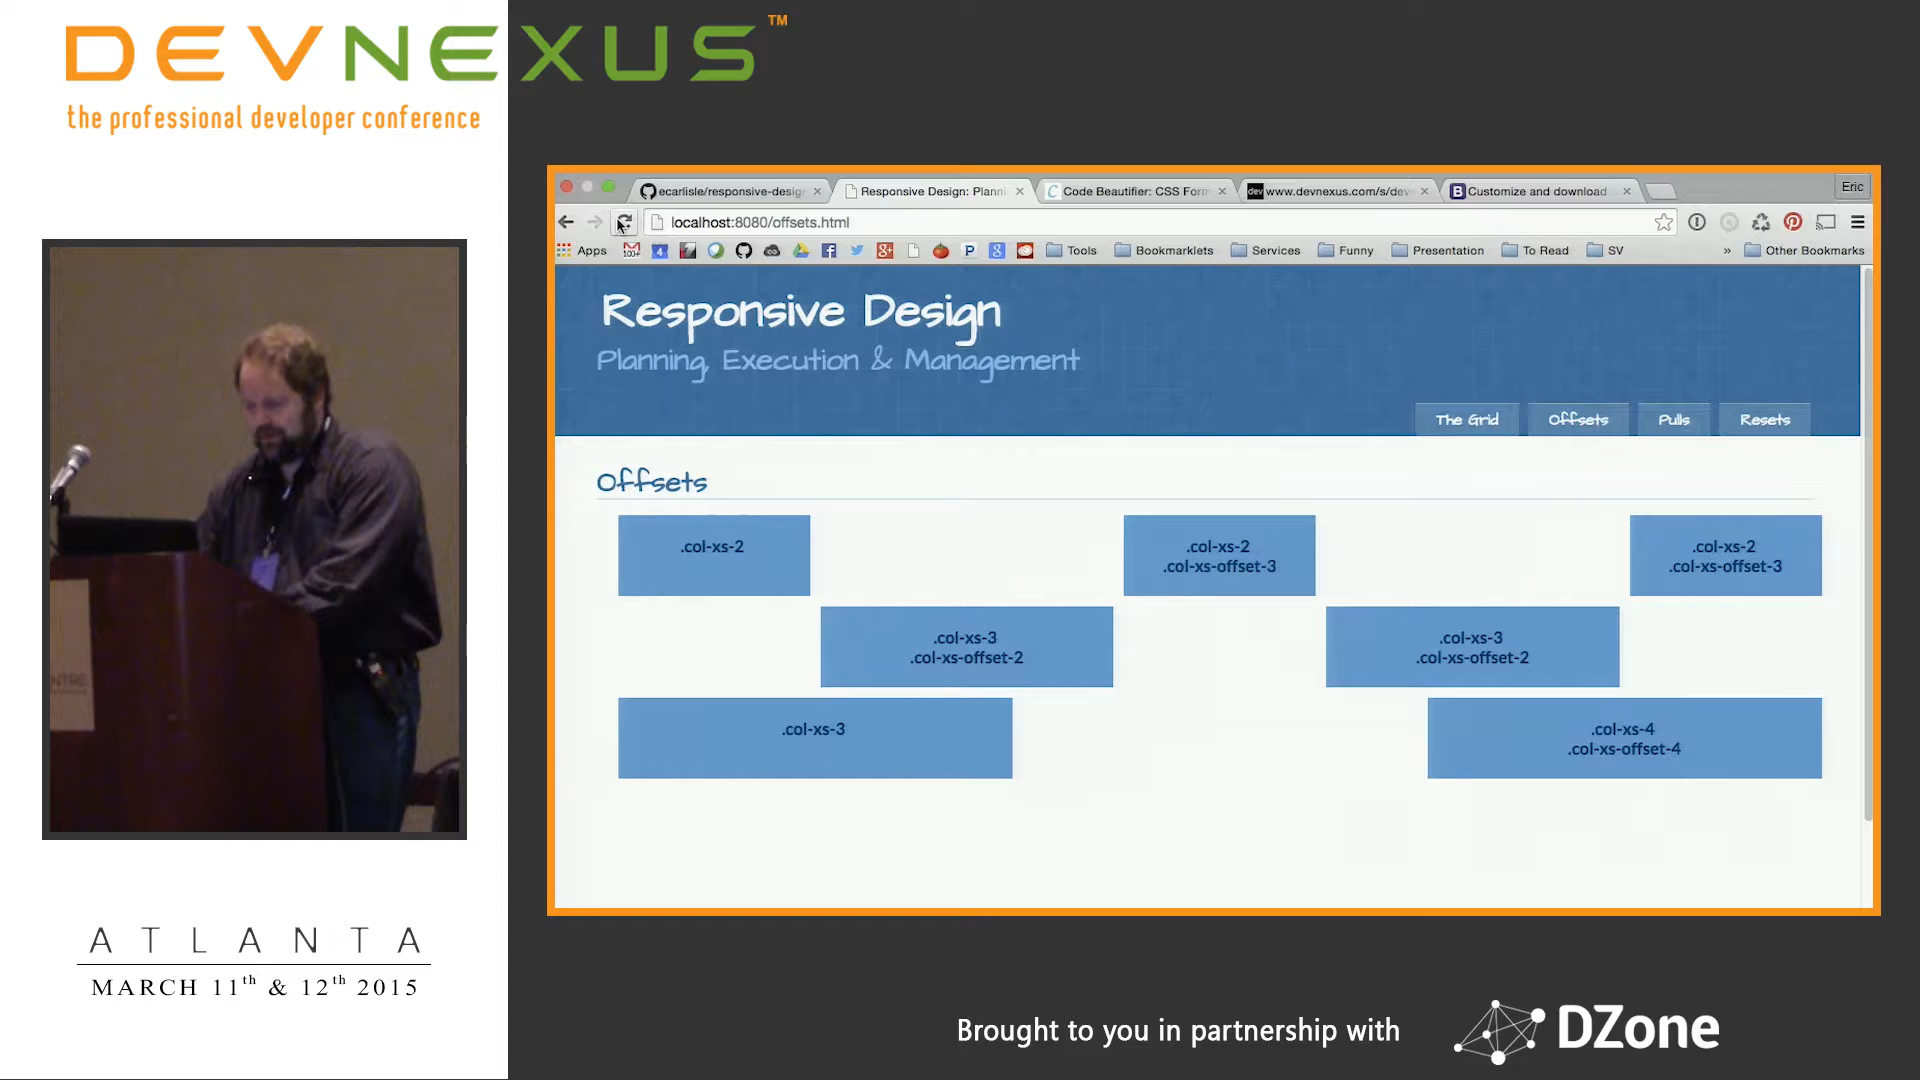 DEVNEXUS™
the professional developer conference
ecarlisle/responsive-desig
Responsive Design: Planni
Code Beautifier: CSS Form
www.devnexus.com/s/dev
Customize and download
Eric
localhost:8080/offsets.html
Apps
Tools
Bookmarklets
Services
Funny
Presentation
To Read
SV
»
Other Bookmarks
Responsive Design
Planning, Execution & Management
The Grid
Offsets
Pulls
Resets
Offsets
.col-xs-2
.col-xs-2
.col-xs-offset-3
.col-xs-2
.col-xs-offset-3
.col-xs-3
.col-xs-offset-2
.col-xs-3
.col-xs-offset-2
.col-xs-3
.col-xs-4
.col-xs-offset-4
ATLANTA
MARCH 11th & 12th 2015
Brought to you in partnership with
DZone